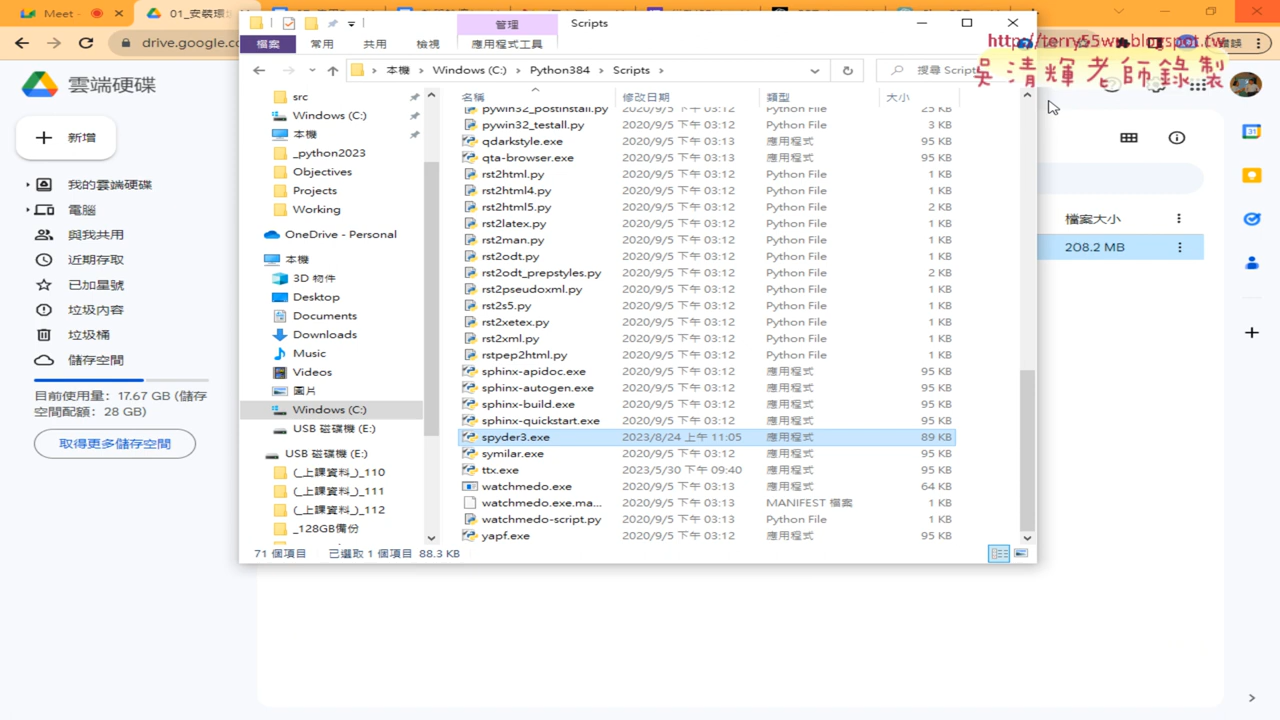 Meet -
01_安裝環
管理
Scripts
檔案
常用
共用
檢視
應用程式工具
drive.google.co
http://terry55wu.blogspot.tw
吳清輝老師錄製
本機 > Windows (C:) > Python384 > Scripts >
搜尋 Script
雲端硬碟
新增
我的雲端硬碟
電腦
與我共用
近期存取
已加星號
垃圾內容
垃圾桶
儲存空間
目前使用量：17.67 GB (儲存
空間配額：28 GB)
取得更多儲存空間
src
Windows (C:)
本機
_python2023
Objectives
Projects
Working
OneDrive - Personal
本機
3D 物件
Desktop
Documents
Downloads
Music
Videos
圖片
Windows (C:)
USB 磁碟機 (E:)
USB 磁碟機 (E:)
(_上課資料_)_110
(_上課資料_)_111
(_上課資料_)_112
_128GB備份
名稱 修改日期 類型 大小
pywin32_postinstall.py 2020/9/5 下午 03:12 Python File 25 KB
pywin32_testall.py 2020/9/5 下午 03:12 Python File 3 KB
qdarkstyle.exe 2020/9/5 下午 03:13 應用程式 95 KB
qta-browser.exe 2020/9/5 下午 03:13 應用程式 95 KB
rst2html.py 2020/9/5 下午 03:12 Python File 1 KB
rst2html4.py 2020/9/5 下午 03:12 Python File 1 KB
rst2html5.py 2020/9/5 下午 03:12 Python File 2 KB
rst2latex.py 2020/9/5 下午 03:12 Python File 1 KB
rst2man.py 2020/9/5 下午 03:12 Python File 1 KB
rst2odt.py 2020/9/5 下午 03:12 Python File 1 KB
rst2odt_prepstyles.py 2020/9/5 下午 03:12 Python File 2 KB
rst2pseudoxml.py 2020/9/5 下午 03:12 Python File 1 KB
rst2s5.py 2020/9/5 下午 03:12 Python File 1 KB
rst2xetex.py 2020/9/5 下午 03:12 Python File 1 KB
rst2xml.py 2020/9/5 下午 03:12 Python File 1 KB
rstpep2html.py 2020/9/5 下午 03:12 Python File 1 KB
sphinx-apidoc.exe 2020/9/5 下午 03:12 應用程式 95 KB
sphinx-autogen.exe 2020/9/5 下午 03:12 應用程式 95 KB
sphinx-build.exe 2020/9/5 下午 03:12 應用程式 95 KB
sphinx-quickstart.exe 2020/9/5 下午 03:12 應用程式 95 KB
spyder3.exe 2023/8/24 上午 11:05 應用程式 89 KB
symilar.exe 2020/9/5 下午 03:12 應用程式 95 KB
ttx.exe 2023/5/30 下午 09:40 應用程式 95 KB
watchmedo.exe 2020/9/5 下午 03:13 應用程式 64 KB
watchmedo.exe.ma... 2020/9/5 下午 03:13 MANIFEST 檔案 1 KB
watchmedo-script.py 2020/9/5 下午 03:13 Python File 1 KB
yapf.exe 2020/9/5 下午 03:12 應用程式 95 KB
71 個項目 已選取 1 個項目 88.3 KB
檔案大小
208.2 MB